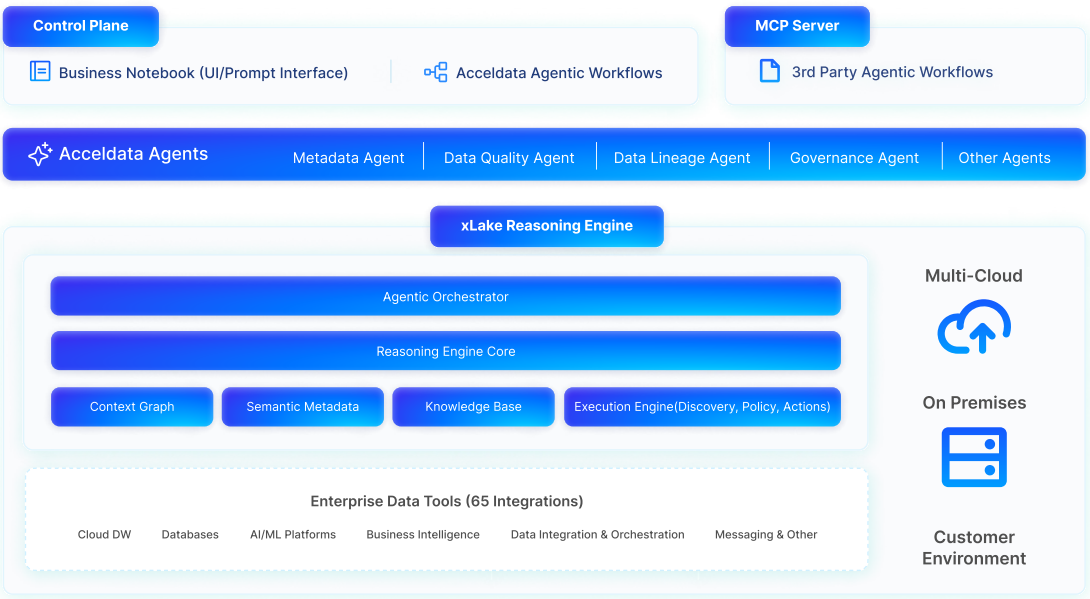 Control Plane
MCP Server
Business Notebook (UI/Prompt Interface)
Acceldata Agentic Workflows
3rd Party Agentic Workflows
Acceldata Agents
Metadata Agent
Data Quality Agent
Data Lineage Agent
Governance Agent
Other Agents
xLake Reasoning Engine
Agentic Orchestrator
Reasoning Engine Core
Context Graph
Semantic Metadata
Knowledge Base
Execution Engine(Discovery, Policy, Actions)
Enterprise Data Tools (65 Integrations)
Cloud DW
Databases
AI/ML Platforms
Business Intelligence
Data Integration & Orchestration
Messaging & Other
Multi-Cloud
On Premises
Customer
Environment